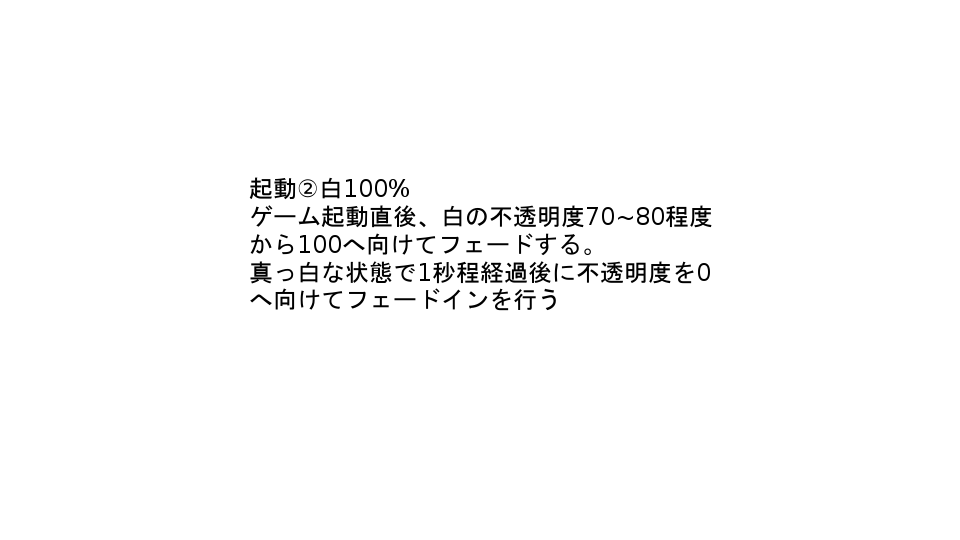 起動②白100%
ゲーム起動直後、白の不透明度70~80程度
から100へ向けてフェードする。
真っ白な状態で1秒程経過後に不透明度を0
へ向けてフェードインを行う